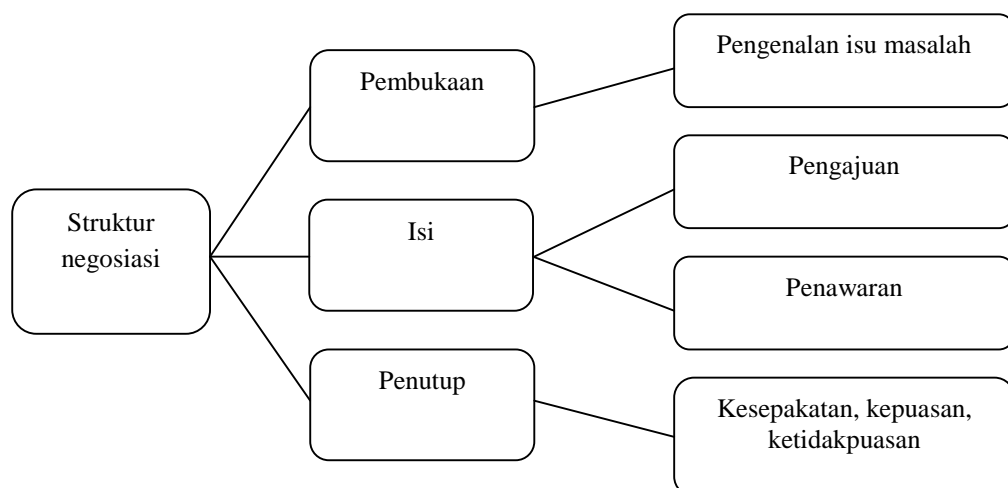 Struktur
negosiasi
Pembukaan
Pengenalan isu masalah
Isi
Pengajuan
Penawaran
Penutup
Kesepakatan, kepuasan,
ketidakpuasan